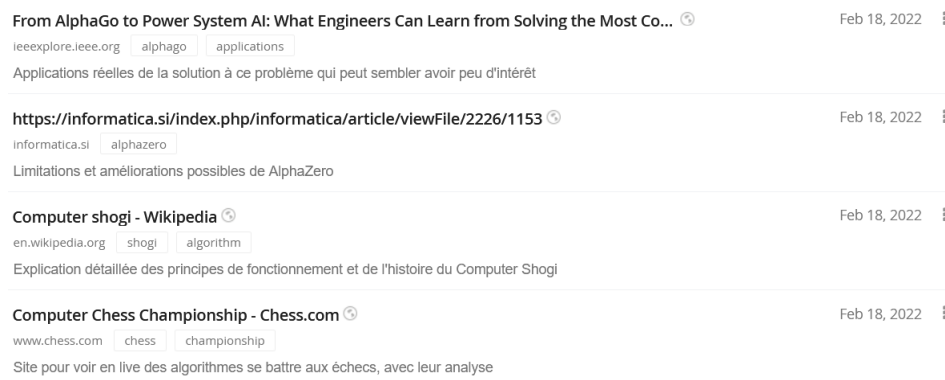 From AlphaGo to Power System AI: What Engineers Can Learn from Solving the Most Co... Feb 18, 2022
ieeexplore.ieee.org alphago applications
Applications réelles de la solution à ce problème qui peut sembler avoir peu d'intérêt
https://informatica.si/index.php/informatica/article/viewFile/2226/1153 Feb 18, 2022
informatica.si alphazero
Limitations et améliorations possibles de AlphaZero
Computer shogi - Wikipedia Feb 18, 2022
en.wikipedia.org shogi algorithm
Explication détaillée des principes de fonctionnement et de l'histoire du Computer Shogi
Computer Chess Championship - Chess.com Feb 18, 2022
www.chess.com chess championship
Site pour voir en live des algorithmes se battre aux échecs, avec leur analyse